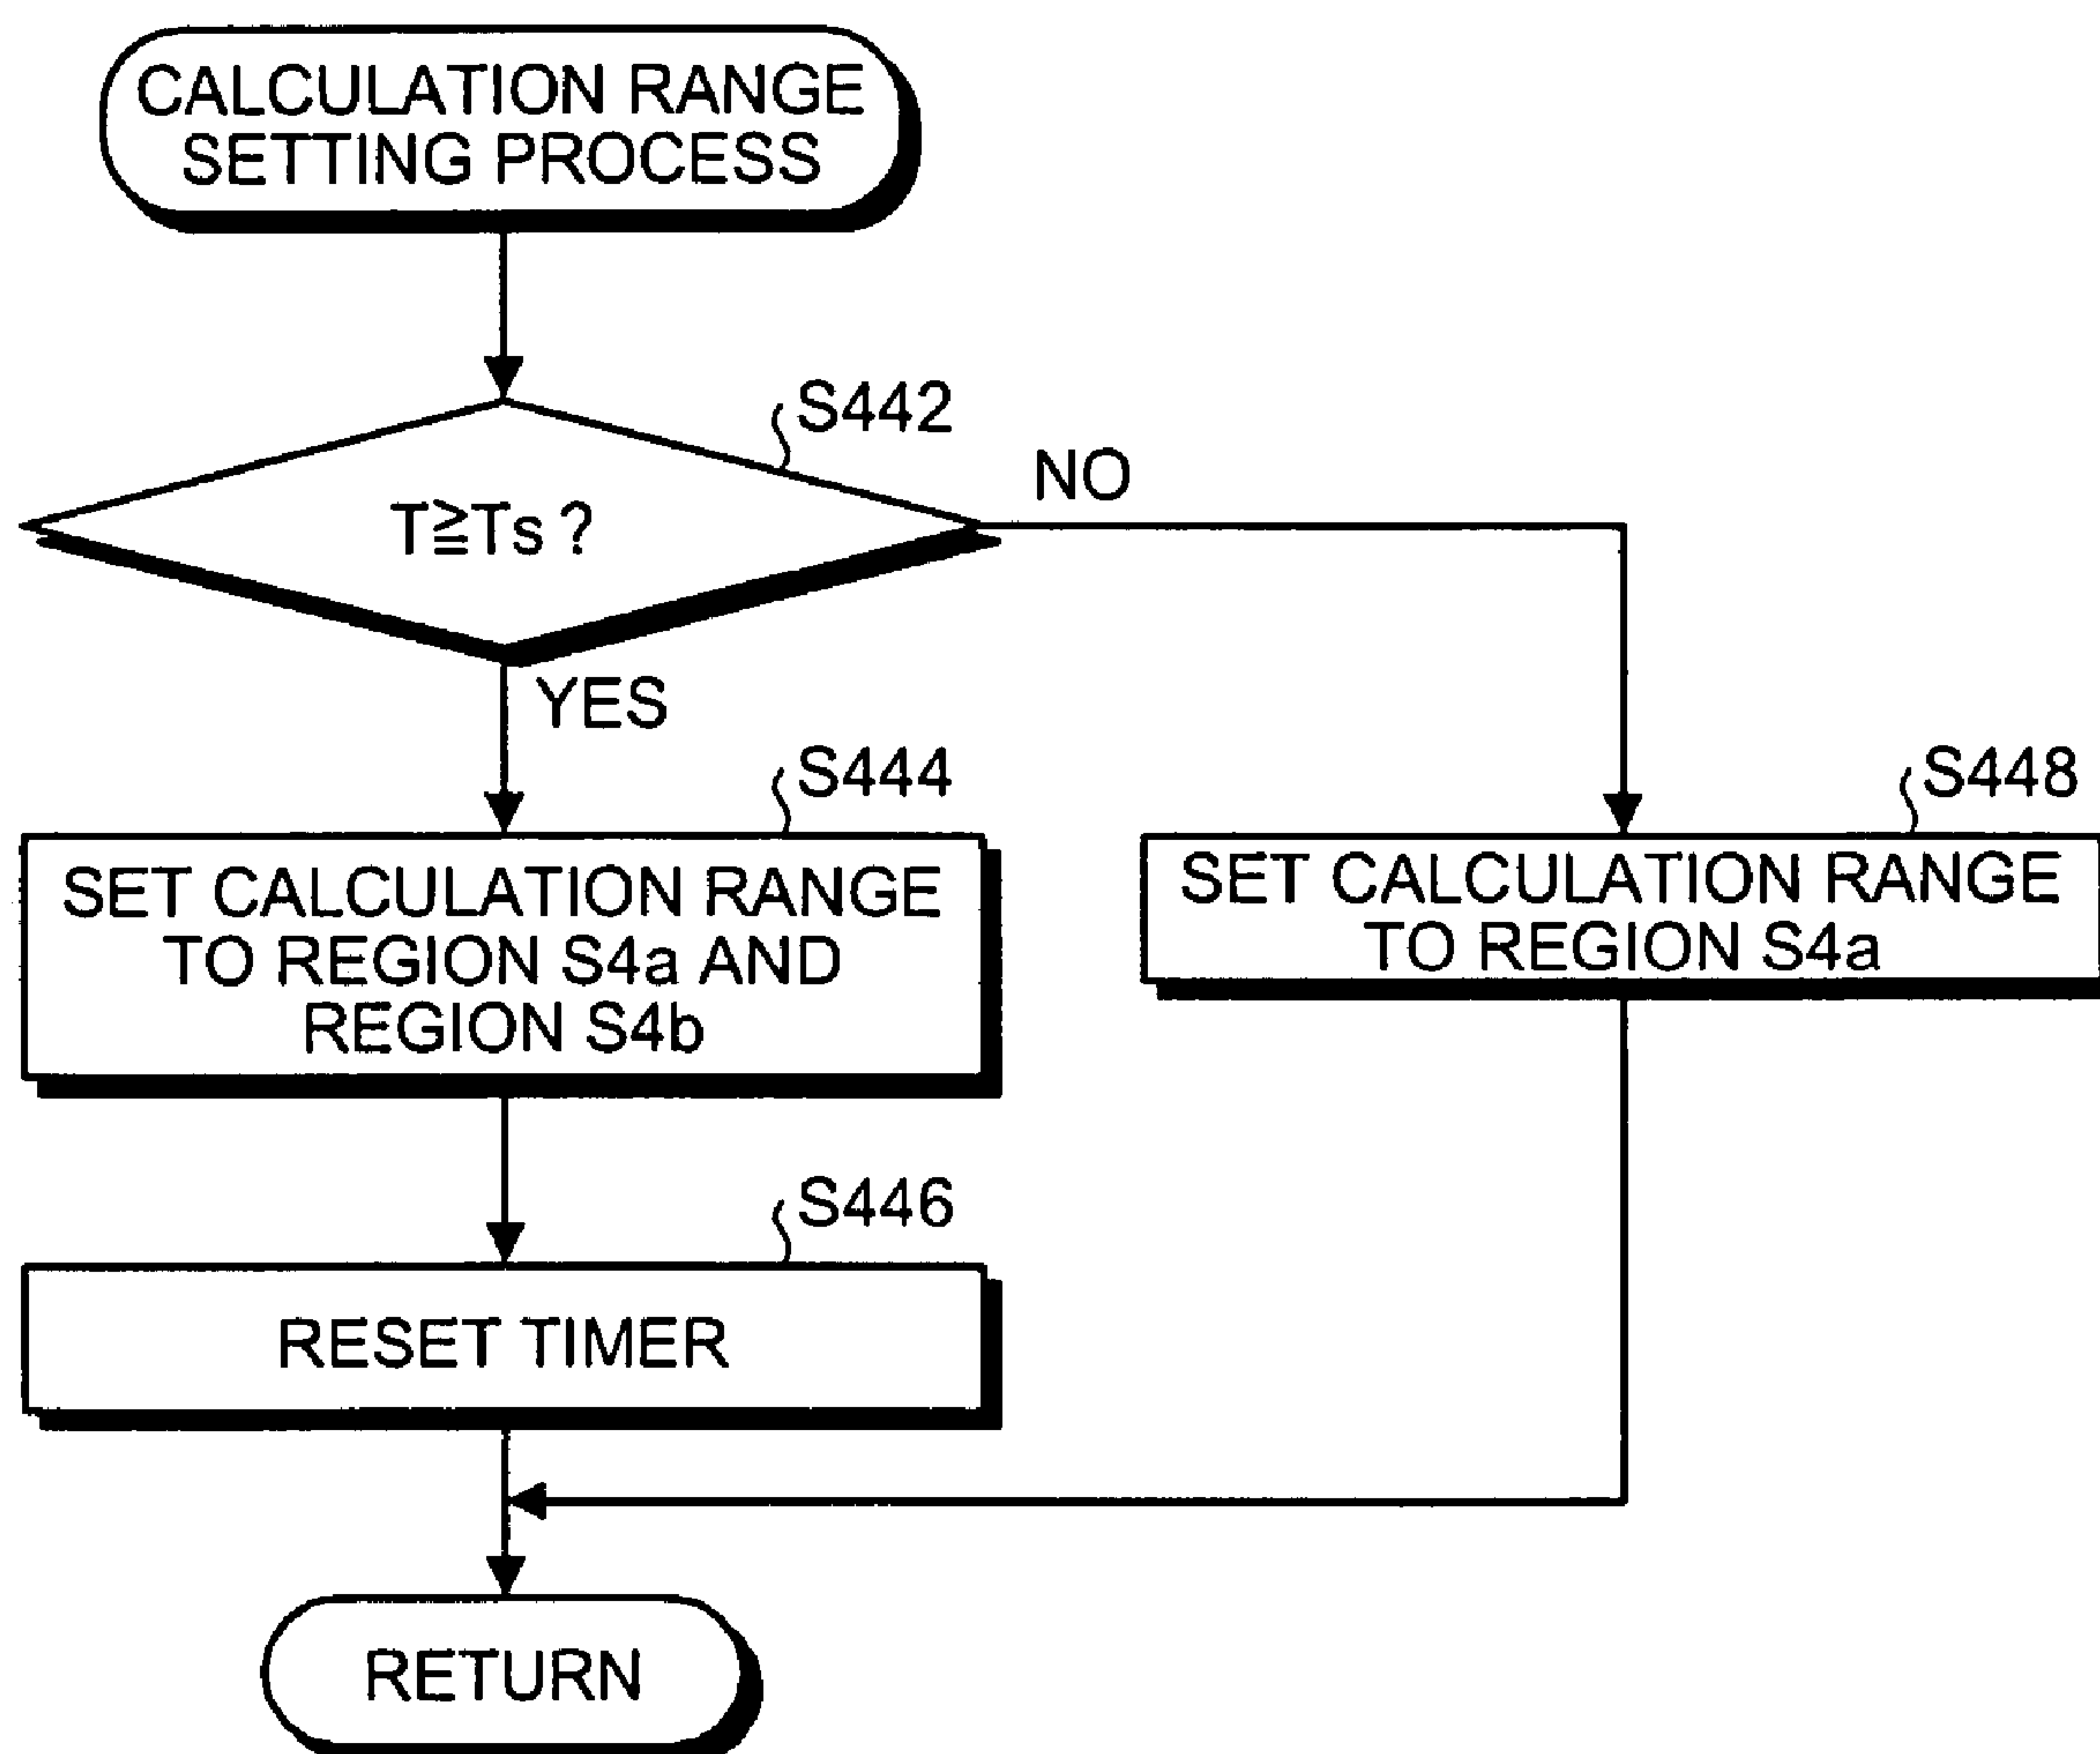 CALCULATION RANGE
SETTING PROCESS
S442
T≧Ts ?
NO
YES
S444
SET CALCULATION RANGE
TO REGION S4a AND
REGION S4b
S448
SET CALCULATION RANGE
TO REGION S4a
S446
RESET TIMER
RETURN